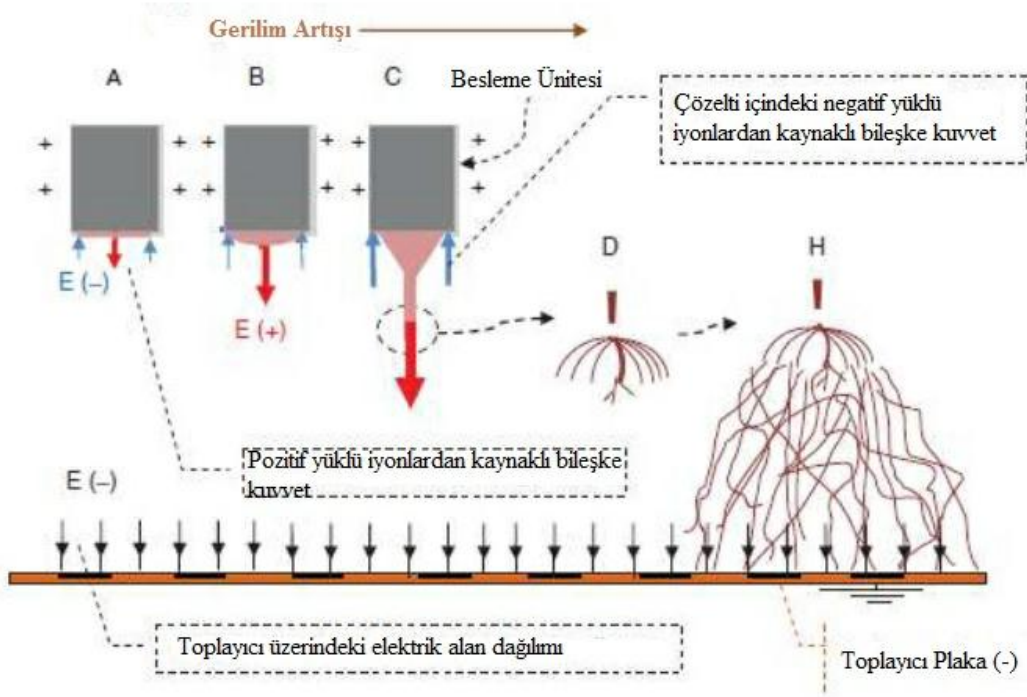 Gerilim Artışı
A B C
Besleme Ünitesi
Çözelti içindeki negatif yüklü
iyonlardan kaynaklı bileşke
kuvvet
+ ++ ++ +
+ ++ ++ +
D H
E (–)
E (+)
Pozitif yüklü iyonlardan kaynaklı bileşke
kuvvet
E (–)
Toplayıcı üzerindeki elektrik alan dağılımı
Toplayıcı Plaka (-)